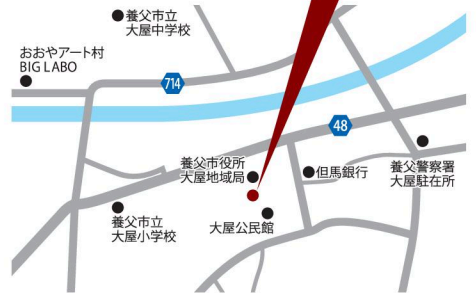 養父市立
大屋中学校
おおやアート村
BIG LABO
714
48
養父市役所
大屋地域局
但馬銀行
養父警察署
大屋駐在所
養父市立
大屋小学校
大屋公民館